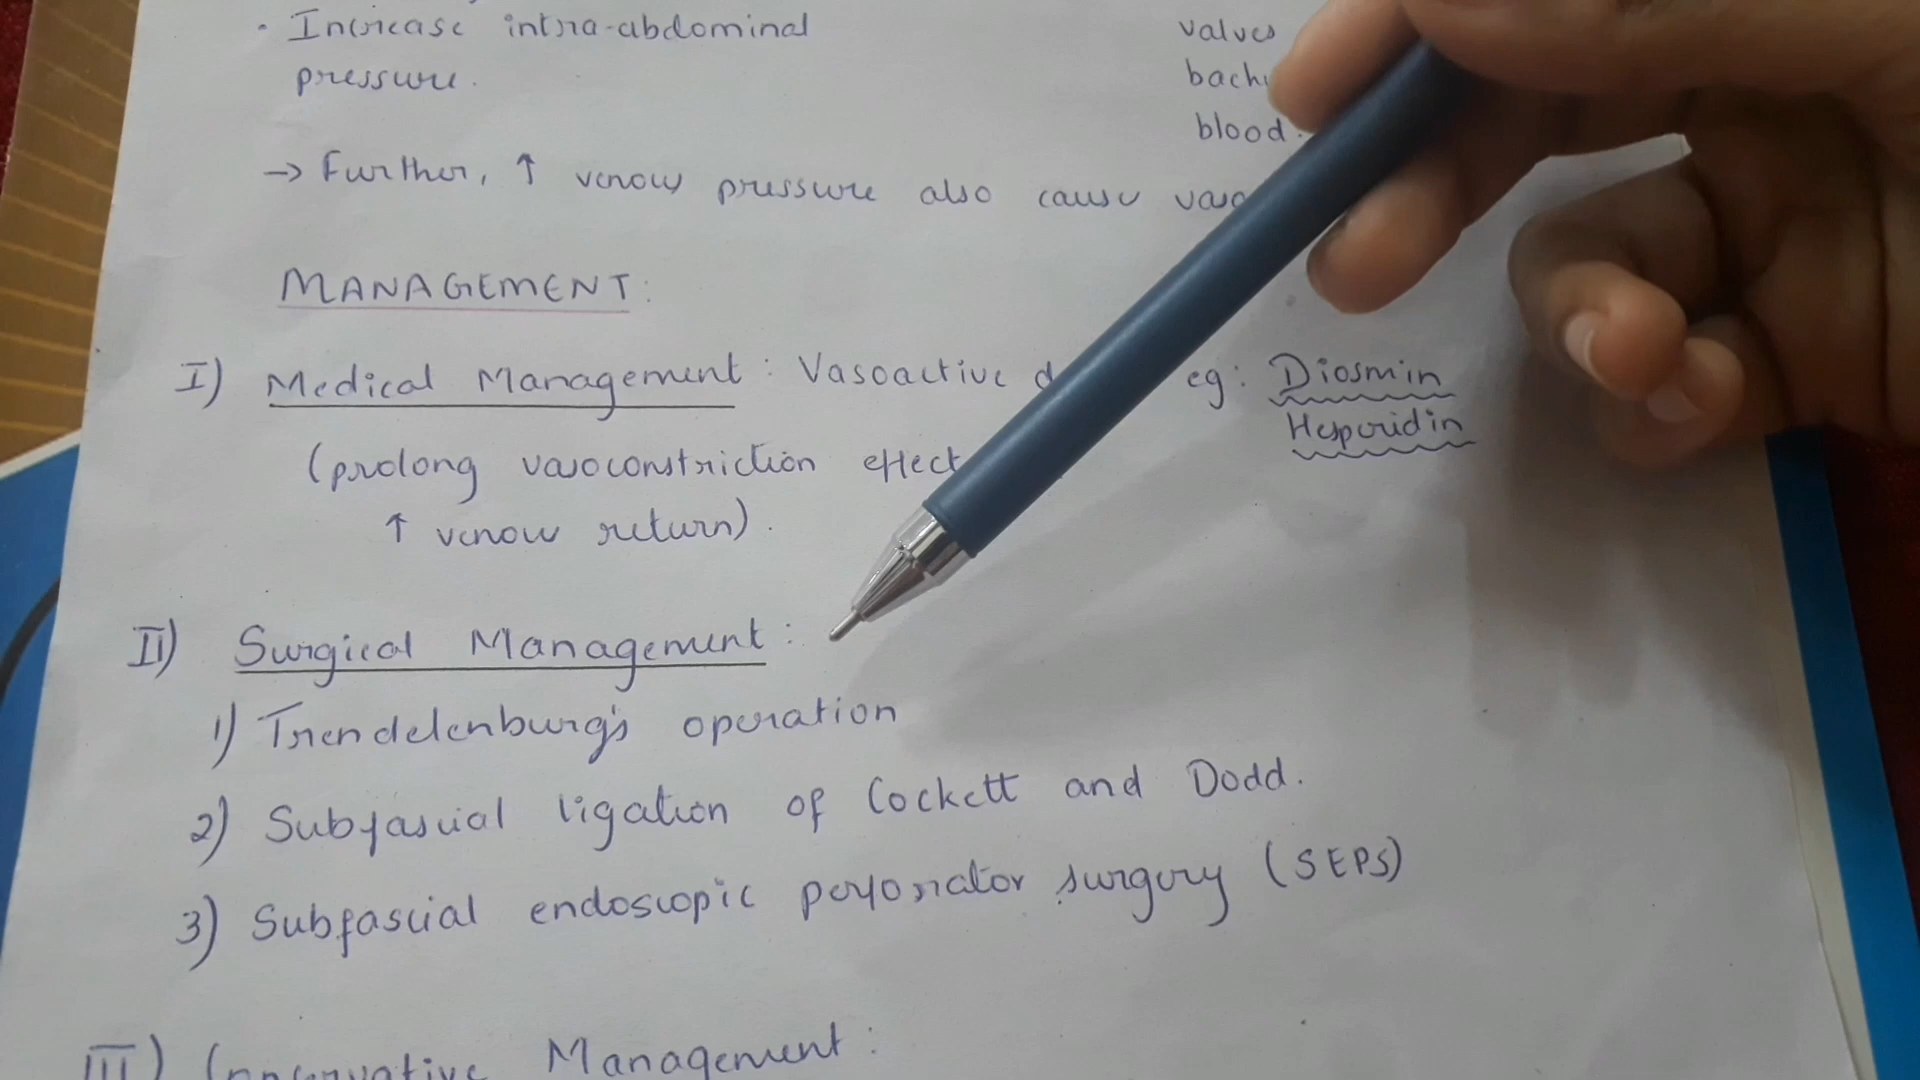 · Increase intra-abdominal
pressure.
valves
blood.
→ Further, ↑ venous pressure also cause
MANAGEMENT:
I) Medical Management: Vasoactive eg: Diosmin
Hesperidin
(prolong vasoconstriction effect
↑ venous return).
II) Surgical Management:
1) Trendelenburg's operation
2) Subfascial ligation of Cockett and Dodd.
3) Subfascial endoscopic perforator surgery (SEPS)
III) Conservative Management: